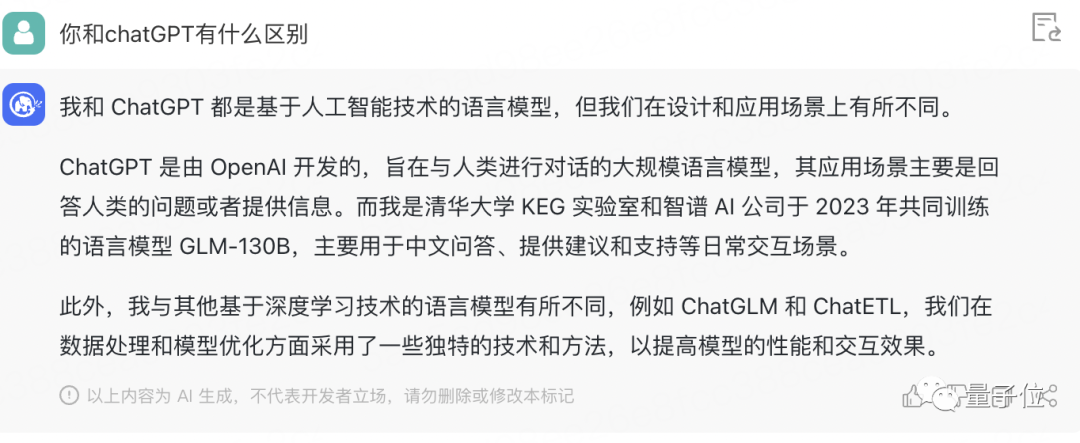 你和chatGPT有什么区别
我和 ChatGPT 都是基于人工智能技术的语言模型，但我们在设计和应用场景上有所不同。
ChatGPT 是由 OpenAI 开发的，旨在与人类进行对话的大规模语言模型，其应用场景主要是回
答人类的问题或者提供信息。而我是清华大学 KEG 实验室和智谱 AI 公司于 2023 年共同训练
的语言模型 GLM-130B，主要用于中文问答、提供建议和支持等日常交互场景。
此外，我与其他基于深度学习技术的语言模型有所不同，例如 ChatGLM 和 ChatETL，我们在
数据处理和模型优化方面采用了一些独特的技术和方法，以提高模型的性能和交互效果。
以上内容为 AI 生成，不代表开发者立场，请勿删除或修改本标记
量子位